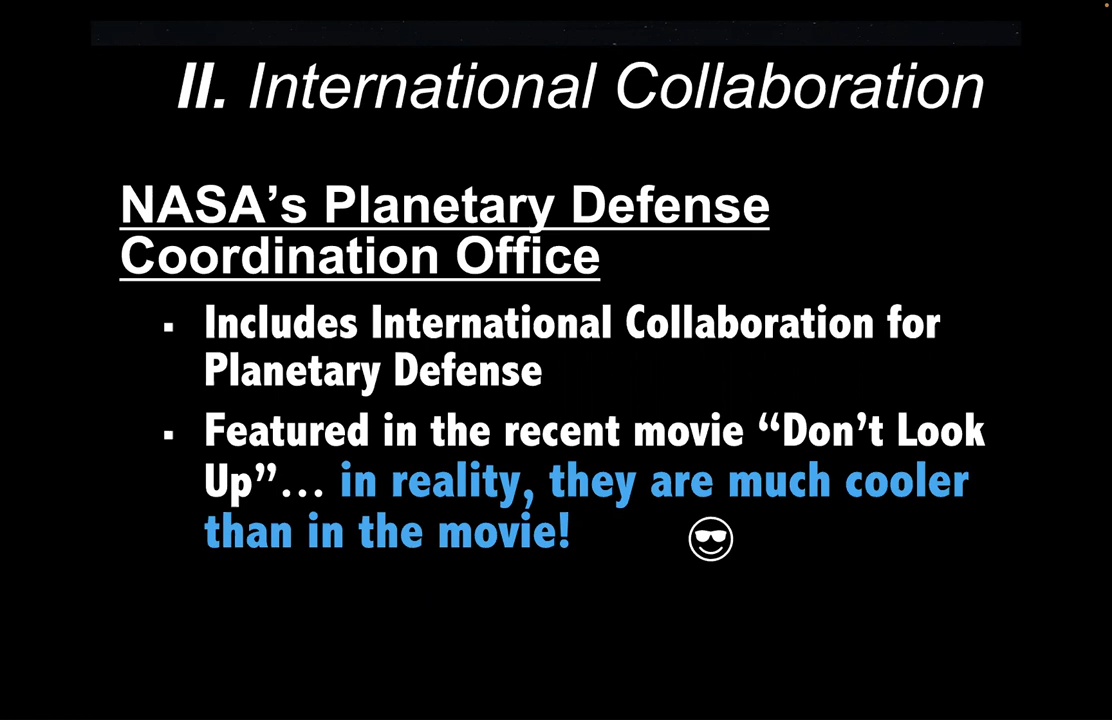 II. International Collaboration
NASA’s Planetary Defense
Coordination Office
▪ Includes International Collaboration for
Planetary Defense
▪ Featured in the recent movie “Don’t Look
Up”... in reality, they are much cooler
than in the movie!